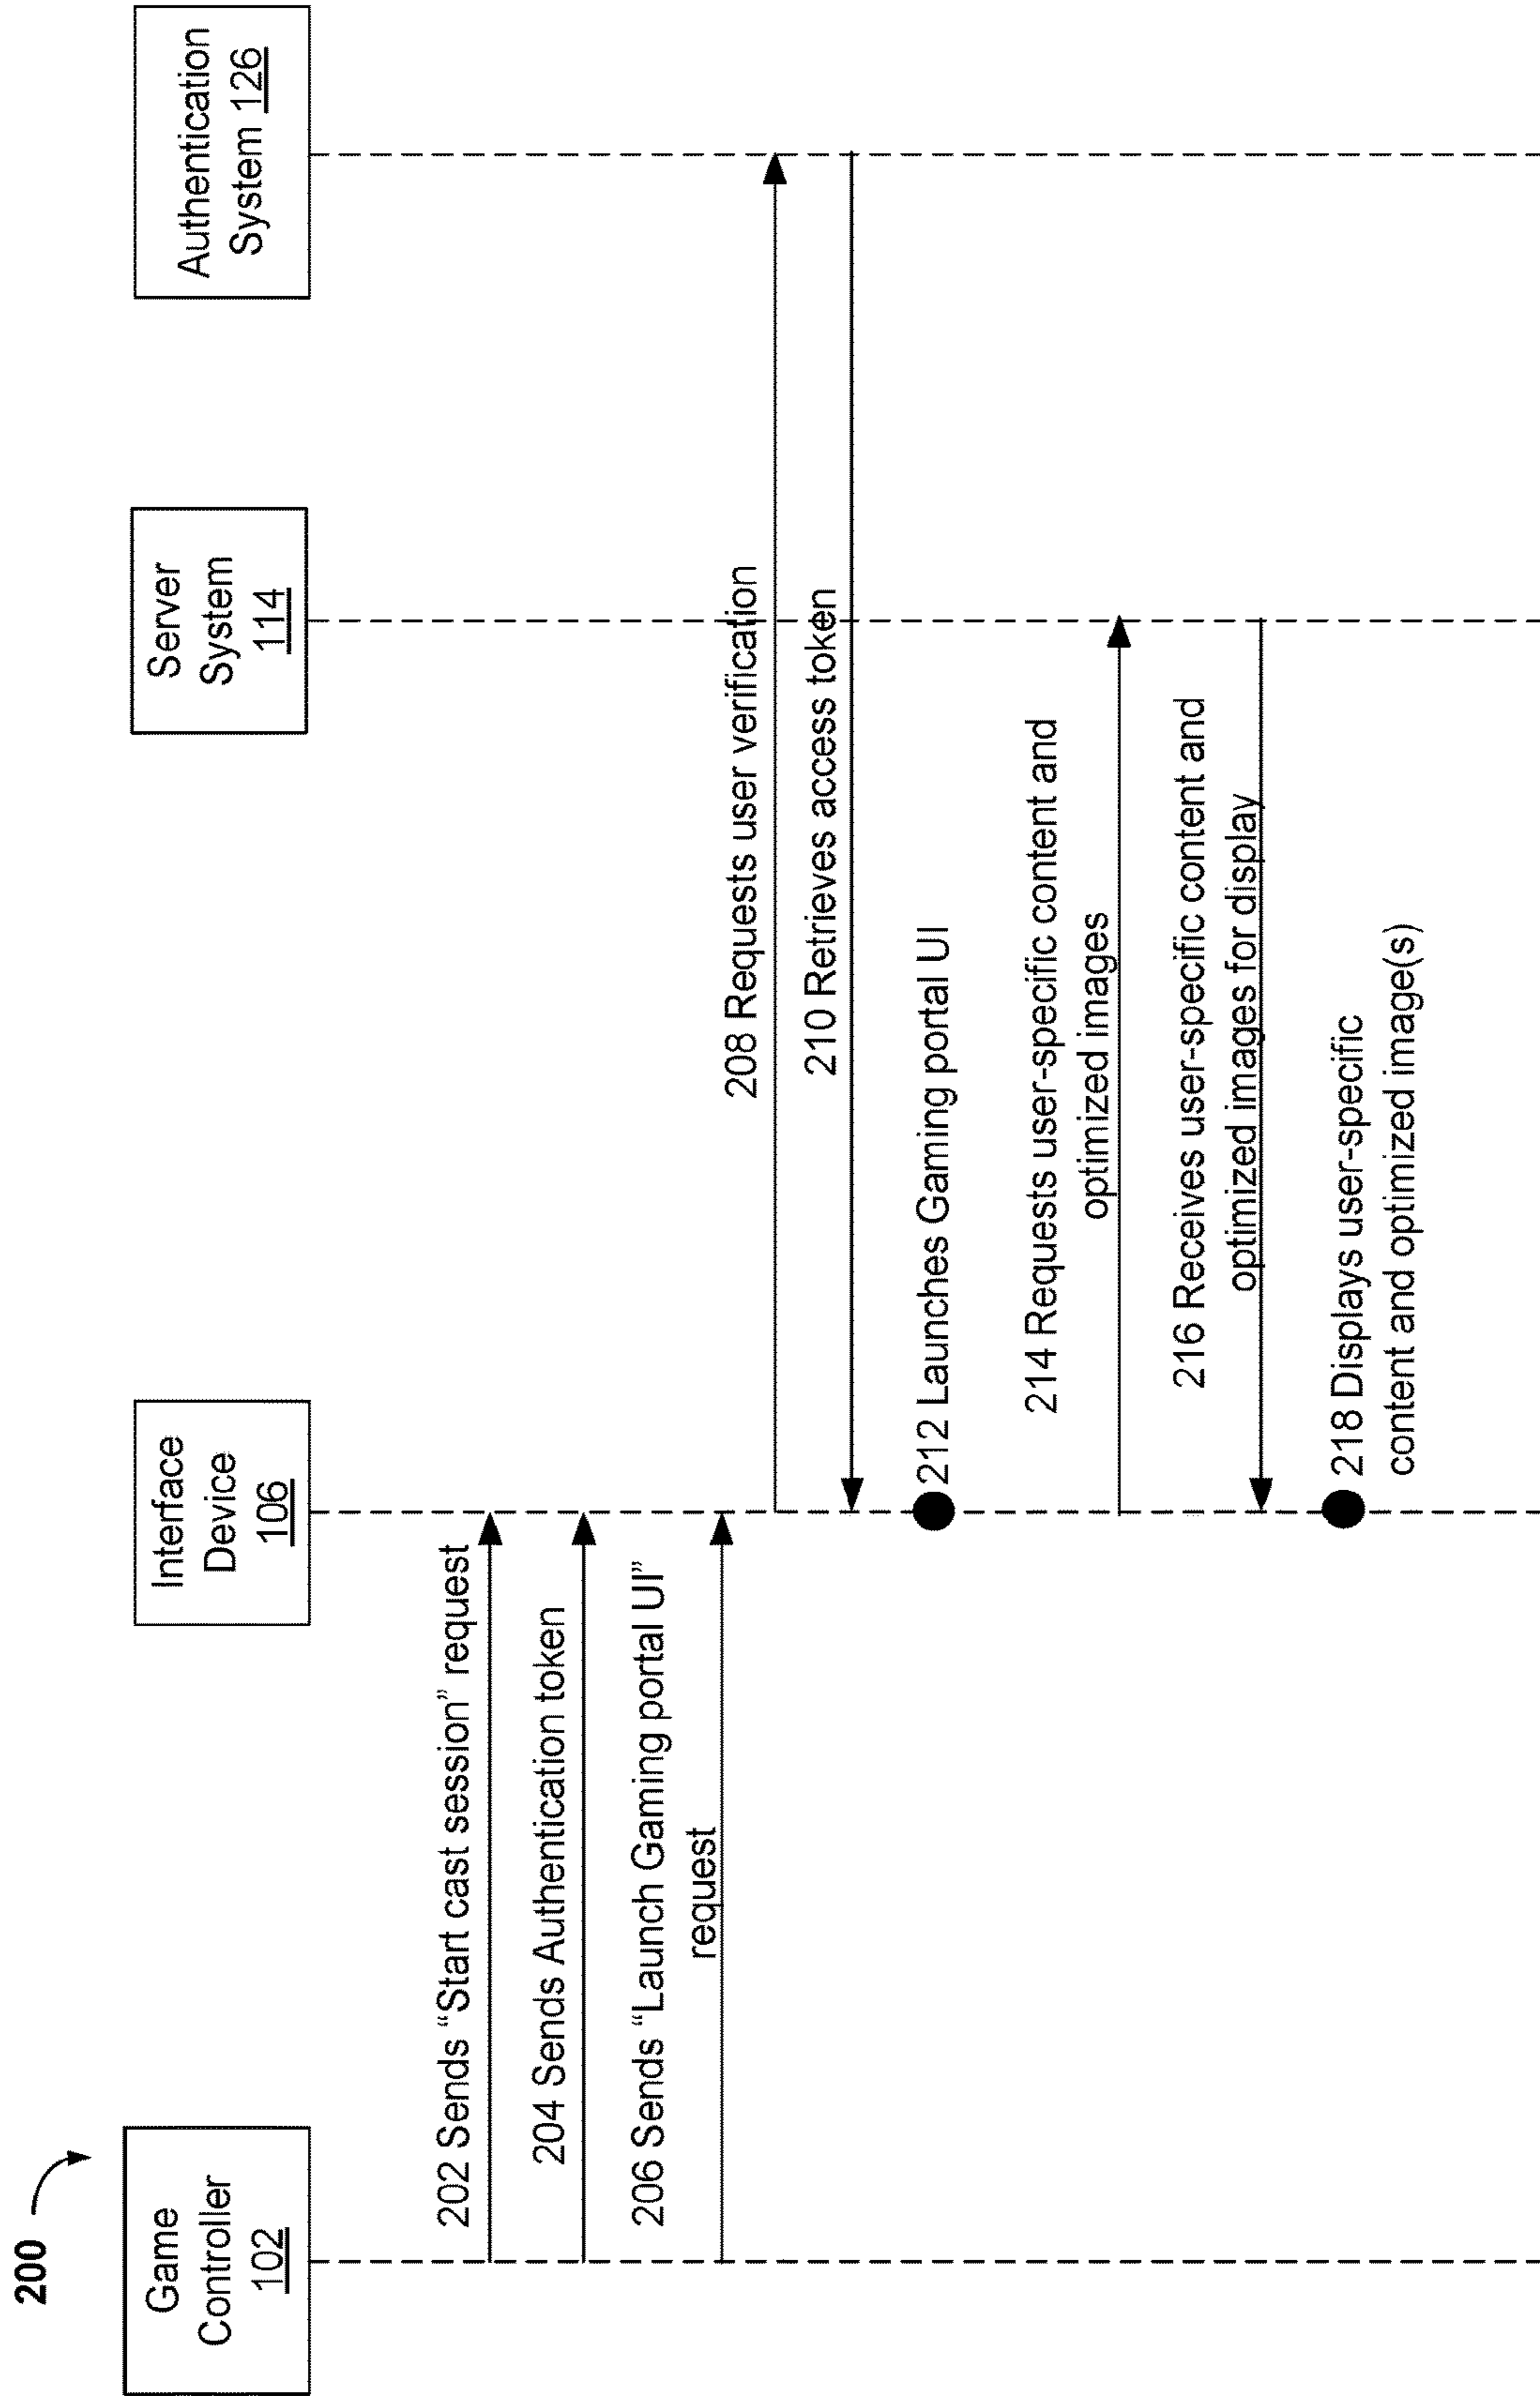 200
Game
Controller
102
Interface
Device
106
Server
System
114
Authentication
System 126
202 Sends “Start cast session” request
204 Sends Authentication token
206 Sends “Launch Gaming portal UI”
request
208 Requests user verification
210 Retrieves access token
212 Launches Gaming portal UI
214 Requests user-specific content and
optimized images
216 Receives user-specific content and
optimized images for display
218 Displays user-specific
content and optimized image(s)